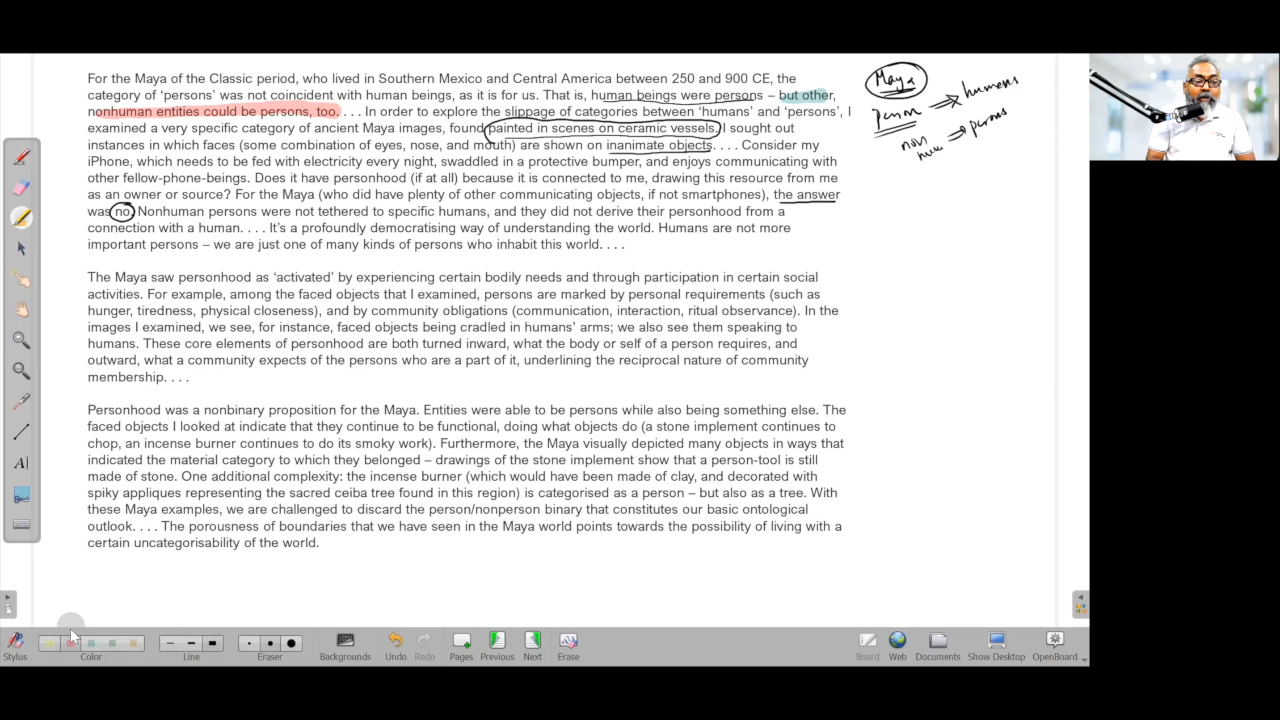 For the Maya of the Classic period, who lived in Southern Mexico and Central America between 250 and 900 CE, the
category of ‘persons’ was not coincident with human beings, as it is for us. That is, human beings were persons – but other,
nonhuman entities could be persons, too. . . . In order to explore the slippage of categories between ‘humans’ and ‘persons’, I
examined a very specific category of ancient Maya images, found painted in scenes on ceramic vessels. I sought out
instances in which faces (some combination of eyes, nose, and mouth) are shown on inanimate objects. . . . Consider my
iPhone, which needs to be fed with electricity every night, swaddled in a protective bumper, and enjoys communicating with
other fellow-phone-beings. Does it have personhood (if at all) because it is connected to me, drawing this resource from me
as an owner or source? For the Maya (who did have plenty of other communicating objects, if not smartphones), the answer
was no. Nonhuman persons were not tethered to specific humans, and they did not derive their personhood from a
connection with a human. . . . It’s a profoundly democratising way of understanding the world. Humans are not more
important persons – we are just one of many kinds of persons who inhabit this world. . . .
The Maya saw personhood as ‘activated’ by experiencing certain bodily needs and through participation in certain social
activities. For example, among the faced objects that I examined, persons are marked by personal requirements (such as
hunger, tiredness, physical closeness), and by community obligations (communication, interaction, ritual observance). In the
images I examined, we see, for instance, faced objects being cradled in humans’ arms; we also see them speaking to
humans. These core elements of personhood are both turned inward, what the body or self of a person requires, and
outward, what a community expects of the persons who are a part of it, underlining the reciprocal nature of community
membership. . . .
Personhood was a nonbinary proposition for the Maya. Entities were able to be persons while also being something else. The
faced objects I looked at indicate that they continue to be functional, doing what objects do (a stone implement continues to
chop, an incense burner continues to do its smoky work). Furthermore, the Maya visually depicted many objects in ways that
indicated the material category to which they belonged – drawings of the stone implement show that a person-tool is still
made of stone. One additional complexity: the incense burner (which would have been made of clay, and decorated with
spiky appliques representing the sacred ceiba tree found in this region) is categorised as a person – but also as a tree. With
these Maya examples, we are challenged to discard the person/nonperson binary that constitutes our basic ontological
outlook. . . . The porousness of boundaries that we have seen in the Maya world points towards the possibility of living with a
certain uncategorisability of the world.
Maya
Person humans
non persons
Stylus Color Line Eraser Backgrounds Undo Redo Pages Previous Next Erase Board Web Documents Show Desktop OpenBoard